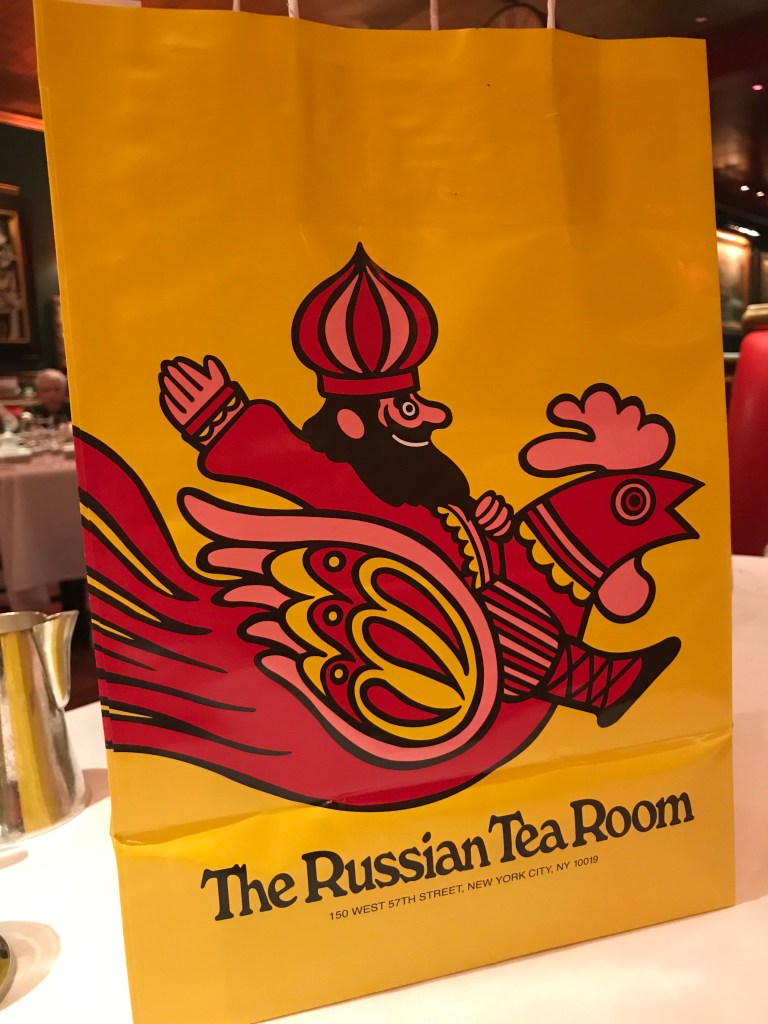 The Russian Tea Room
150 WEST 57TH STREET, NEW YORK CITY, NY 10019